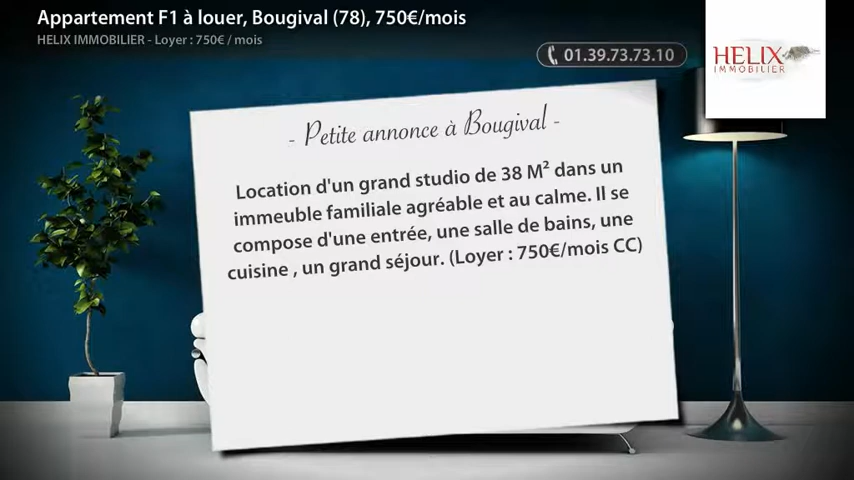 Appartement F1 à louer, Bougival (78), 750€/mois
HELIX IMMOBILIER - Loyer : 750€ / mois
01.39.73.73.10
HELIX
IMMOBILIER
- Petite annonce à Bougival -
Location d'un grand studio de 38 M² dans un
immeuble familiale agréable et au calme. Il se
compose d'une entrée, une salle de bains, une
cuisine , un grand séjour. (Loyer : 750€/mois CC)